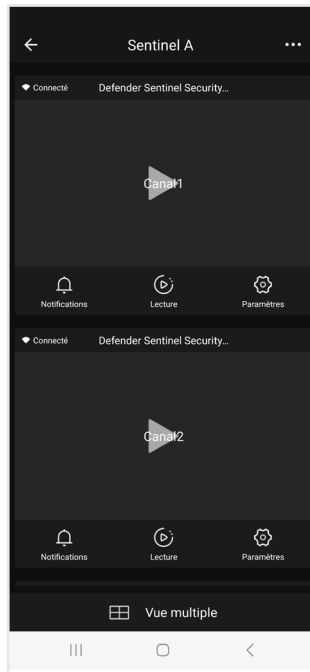 Sentinel A
Connecté Defender Sentinel Security...
Canal1
Notifications Lecture Paramètres
Connecté Defender Sentinel Security...
Canal2
Notifications Lecture Paramètres
Vue multiple